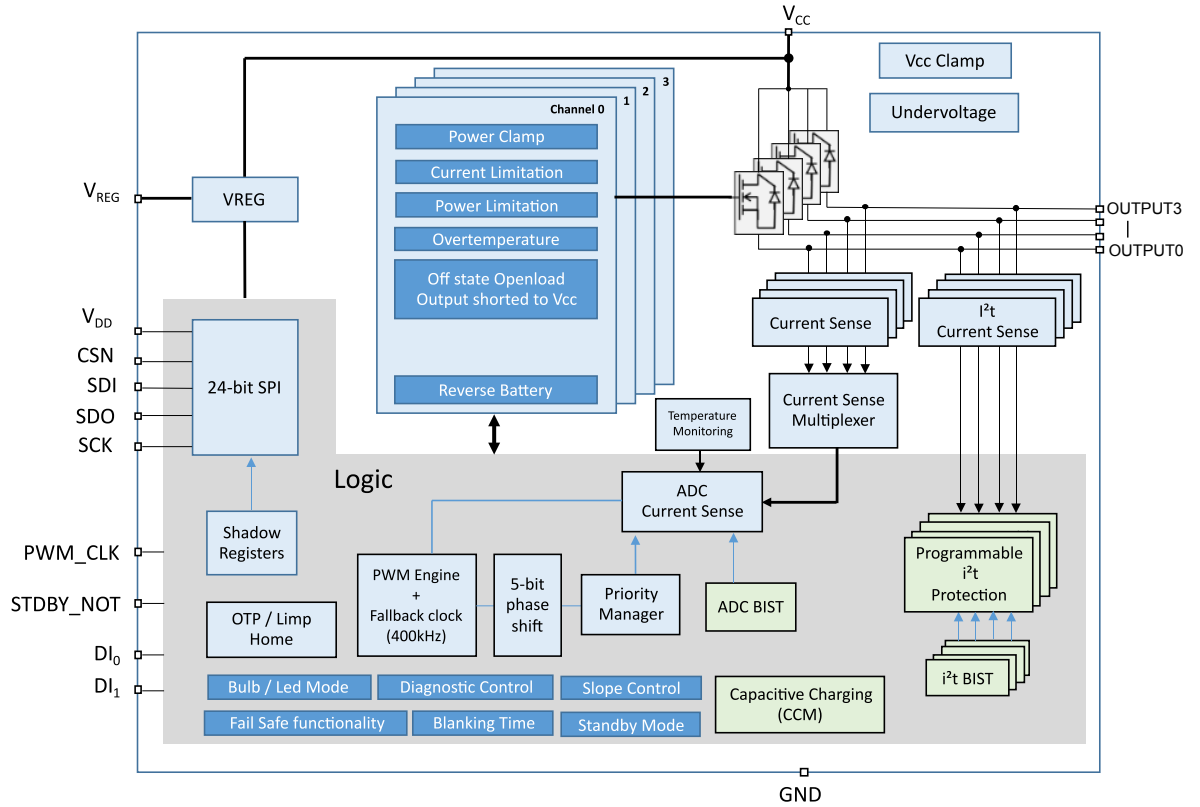 VCC
Vcc Clamp
Undervoltage
3
2
1
Channel 0
Power Clamp
Current Limitation
Power Limitation
Overtemperature
Off state Openload
Output shorted to Vcc
Reverse Battery
VREG
VREG
OUTPUT3
OUTPUT0
Current Sense
I²t
Current Sense
VDD
CSN
SDI
SDO
SCK
24-bit SPI
Current Sense
Multiplexer
Temperature
Monitoring
Logic
ADC
Current Sense
Shadow
Registers
PWM_CLK
STDBY_NOT
DI0
DI1
OTP / Limp
Home
PWM Engine
+
Fallback clock
(400kHz)
5-bit
phase
shift
Priority
Manager
ADC BIST
Programmable
i²t
Protection
i²t BIST
Bulb / Led Mode
Diagnostic Control
Slope Control
Fail Safe functionality
Blanking Time
Standby Mode
Capacitive Charging
(CCM)
GND